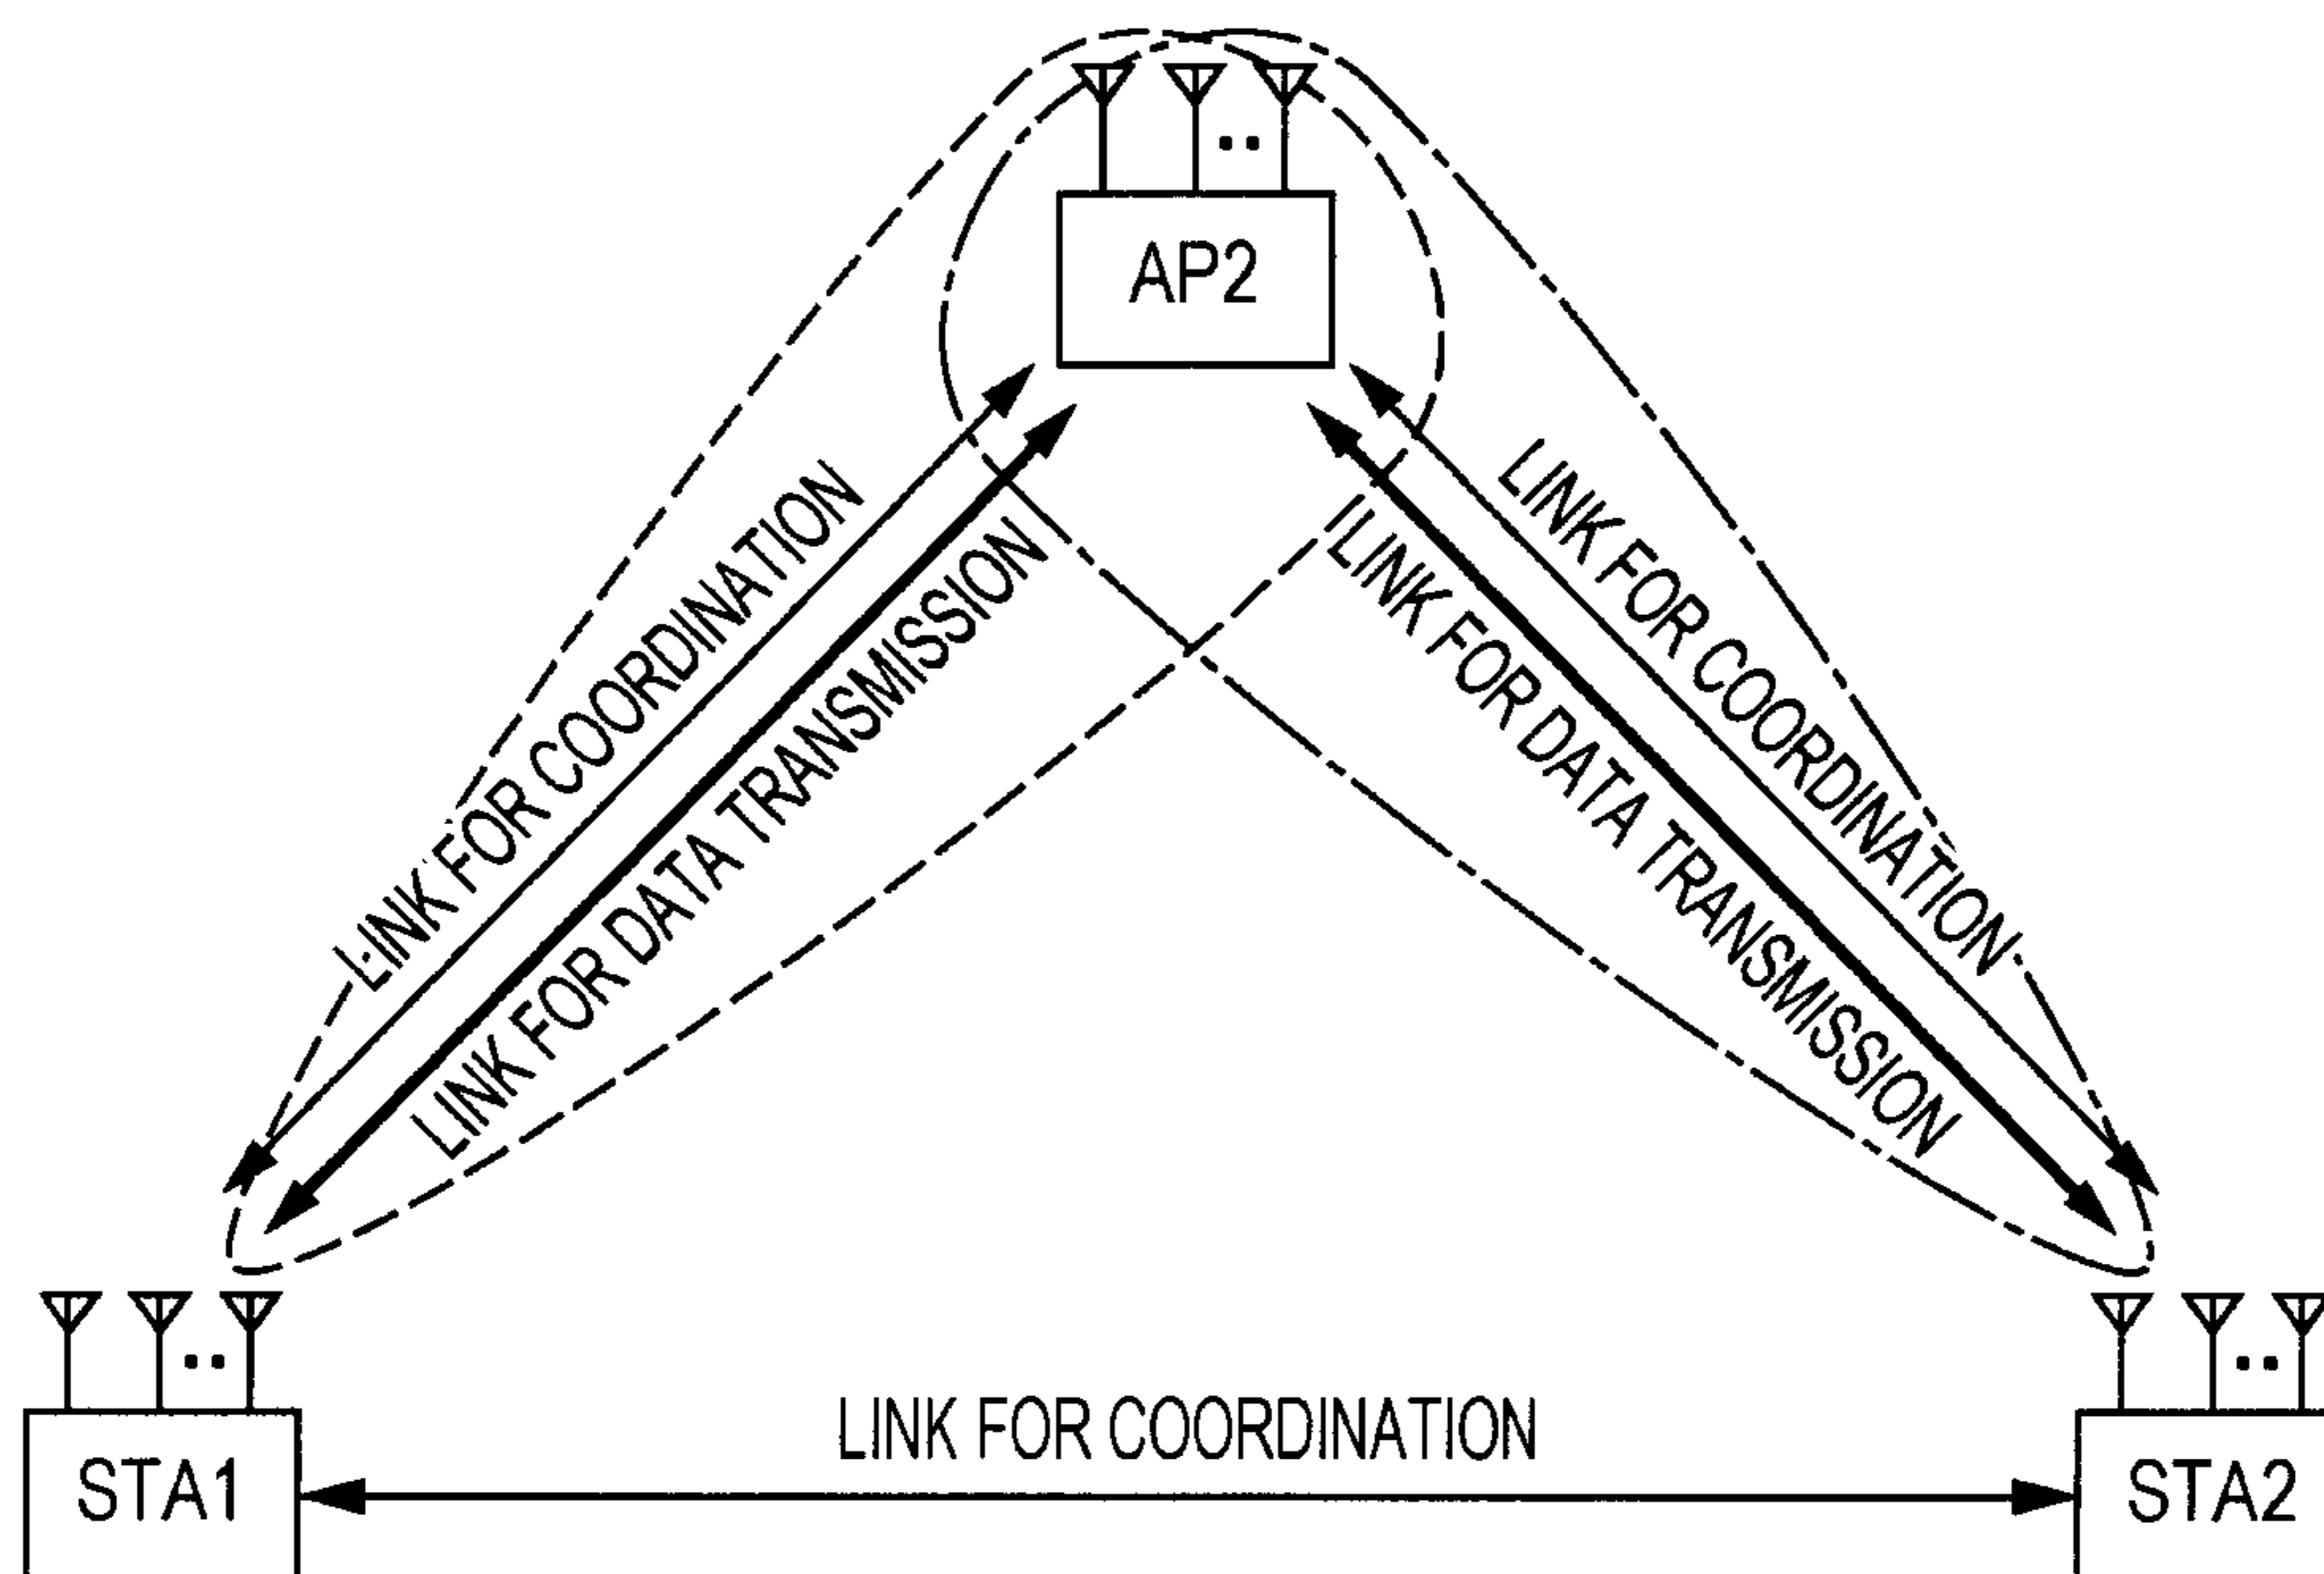 AP2
LINK FOR COORDINATION
LINK FOR DATA TRANSMISSION
LINK FOR DATA TRANSMISSION
LINK FOR COORDINATION
LINK FOR COORDINATION
STA1
STA2